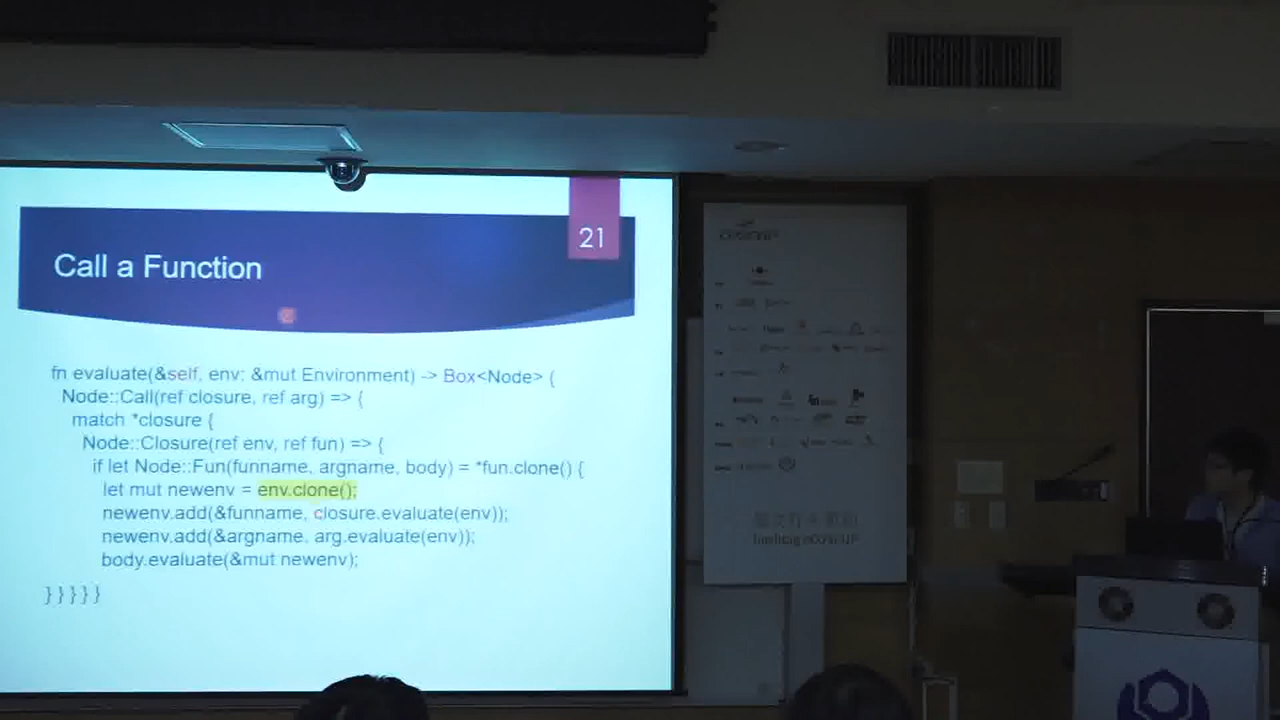 21
Call a Function
fn evaluate(&self, env: &mut Environment) -> Box<Node> {
Node::Call(ref closure, ref arg) => {
match *closure {
Node::Closure(ref env, ref fun) => {
if let Node::Fun(funname, argname, body) = *fun.clone() {
let mut newenv = env.clone();
newenv.add(&funname, closure.evaluate(env));
newenv.add(&argname, arg.evaluate(env));
body.evaluate(&mut newenv);
} } } } }